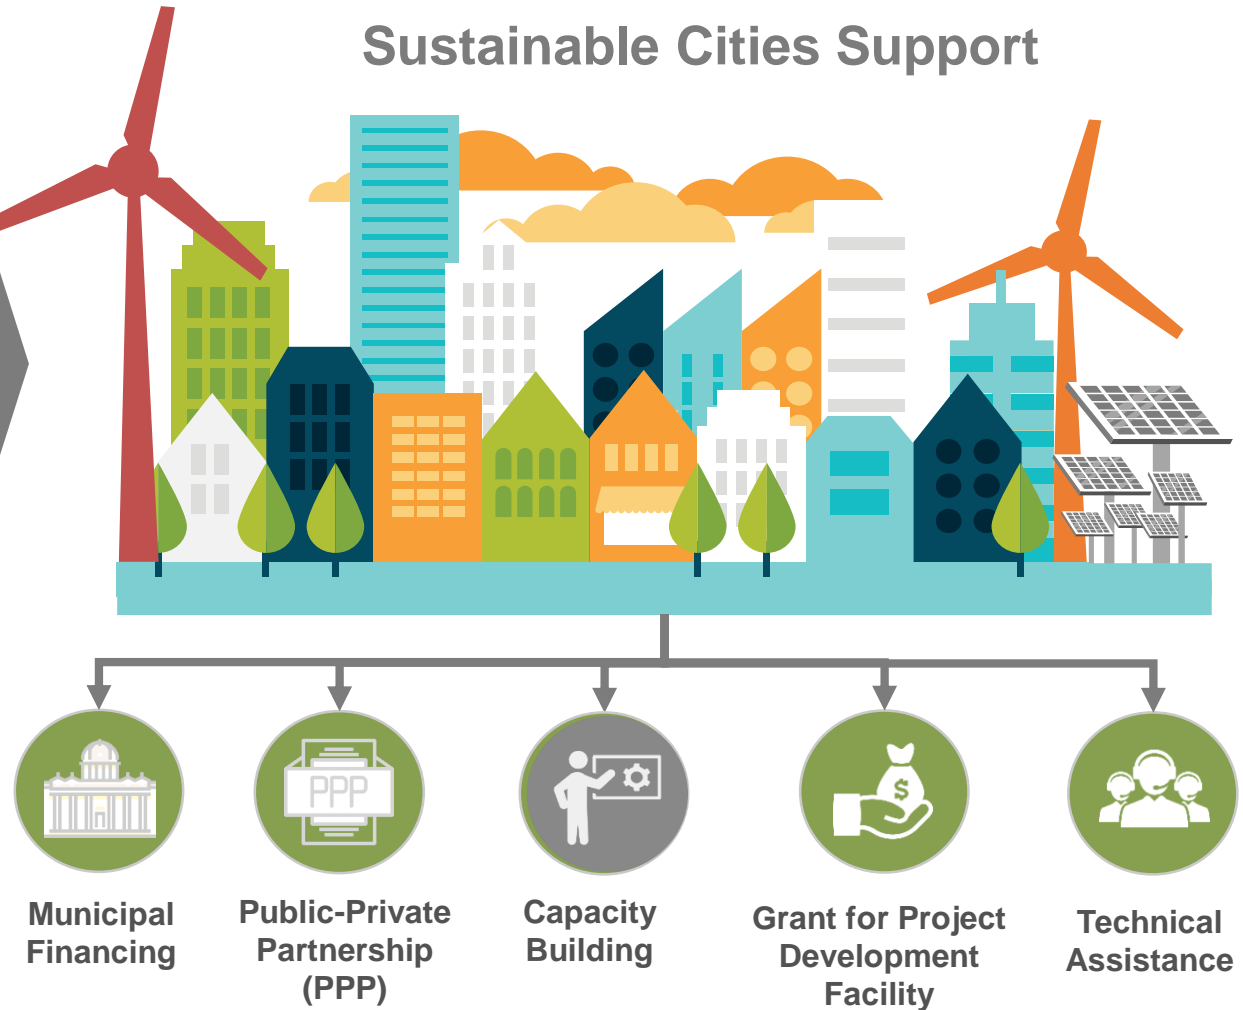 Sustainable Cities Support
PPP
$
Municipal
Financing
Public-Private
Partnership
(PPP)
Capacity
Building
Grant for Project
Development
Facility
Technical
Assistance